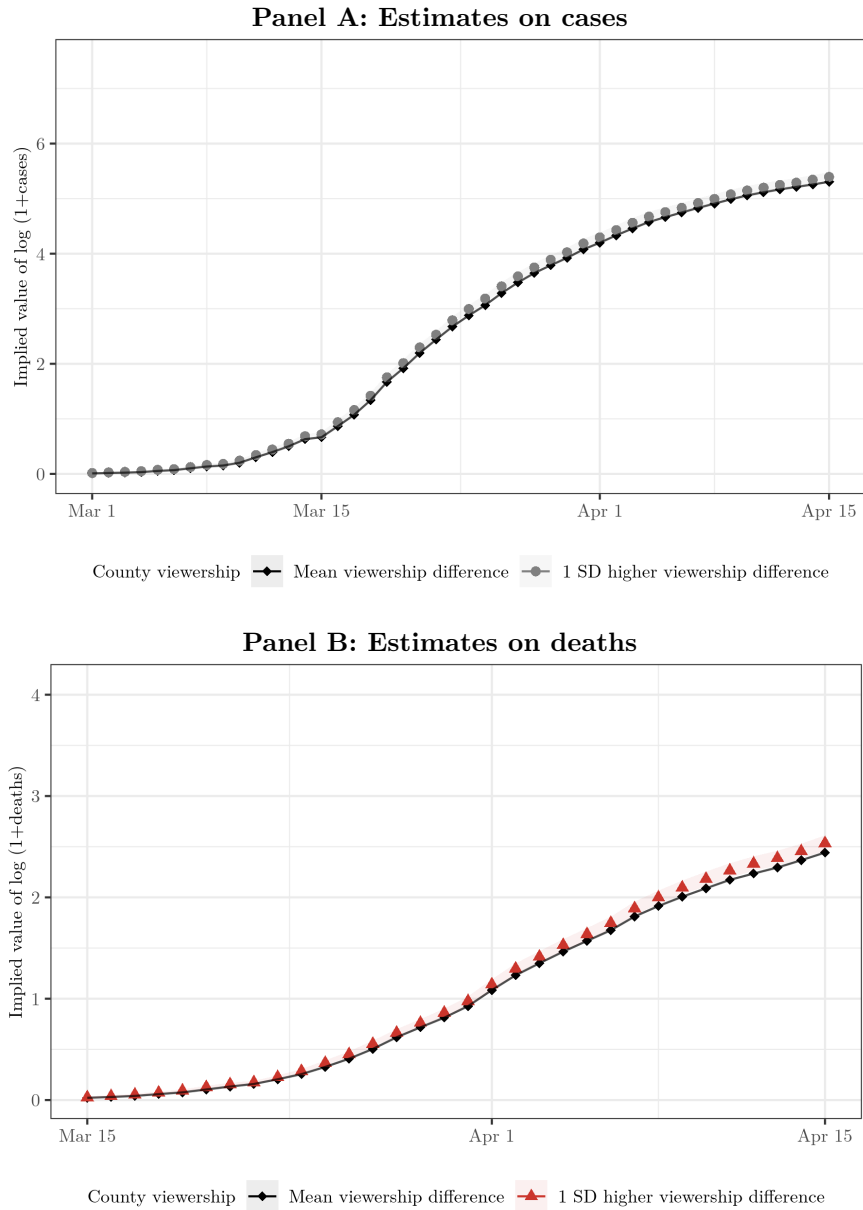 Panel A: Estimates on cases
Implied value of log (1+cases)
6
4
2
0
Mar 1 Mar 15 Apr 1 Apr 15
County viewership Mean viewership difference 1 SD higher viewership difference
Panel B: Estimates on deaths
Implied value of log (1+deaths)
4
3
2
1
0
Mar 15 Apr 1 Apr 15
County viewership Mean viewership difference 1 SD higher viewership difference